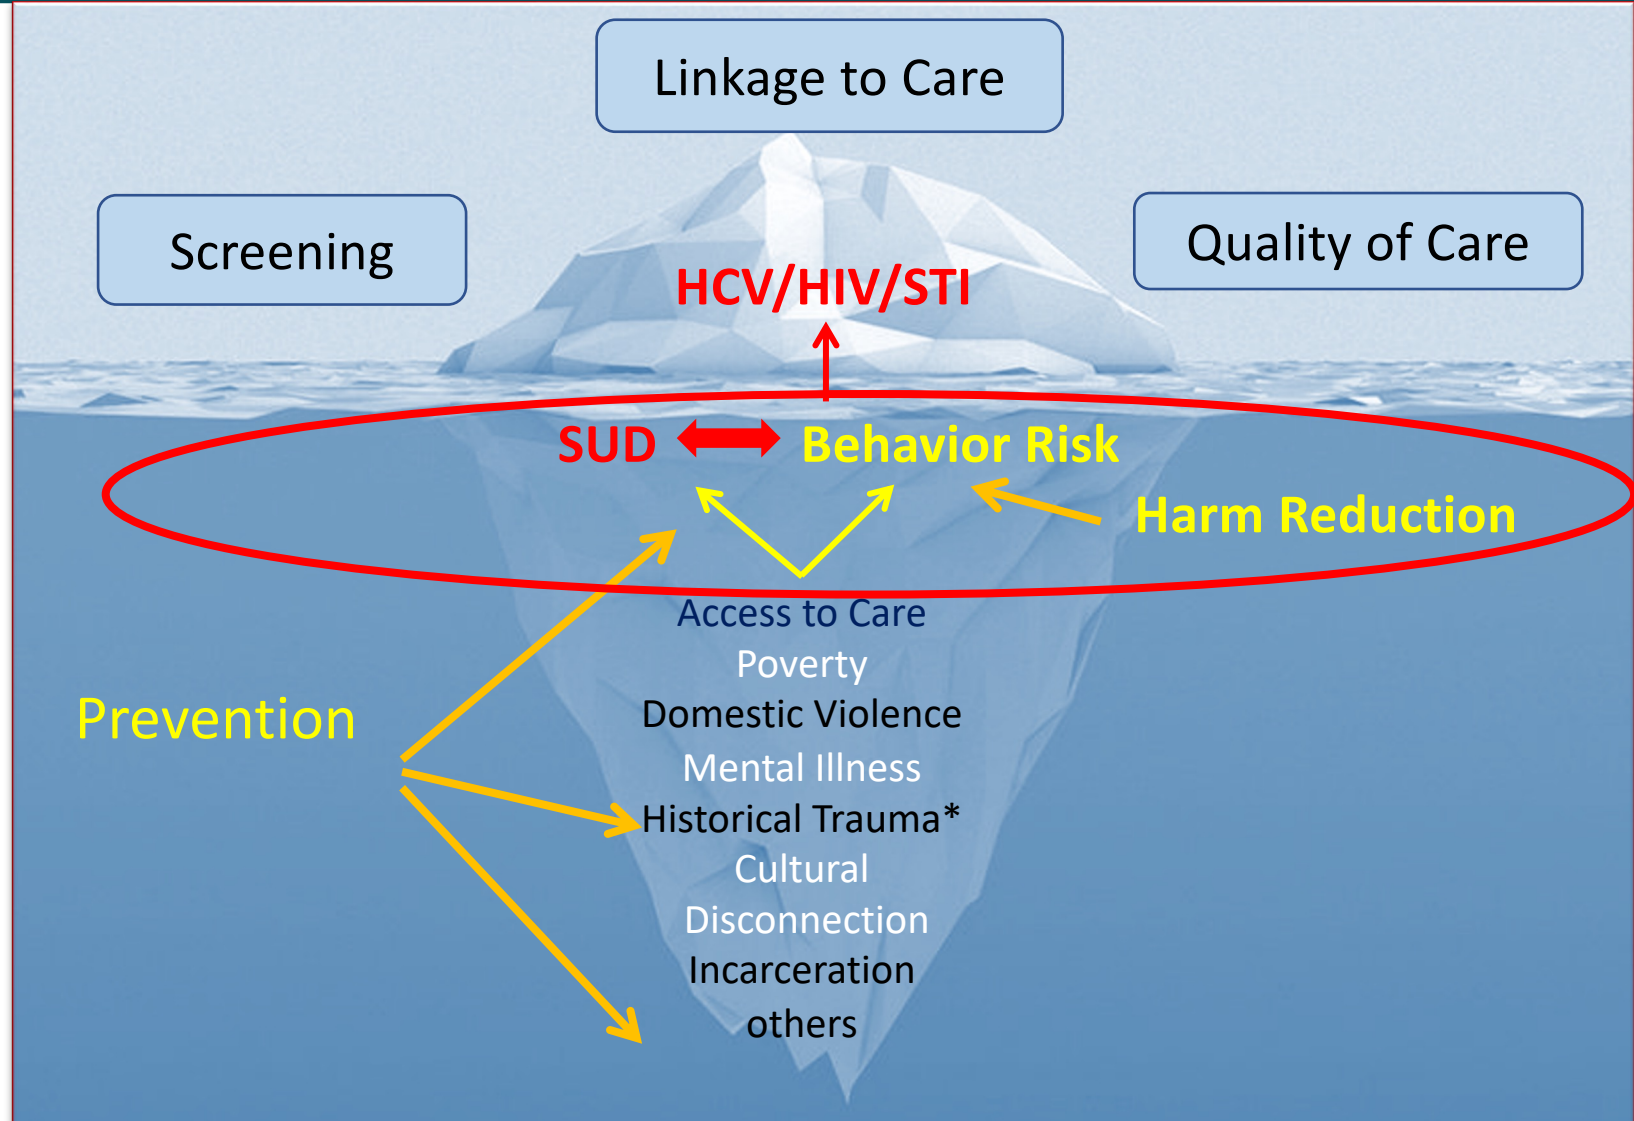 Linkage to Care
Screening
Quality of Care
HCV/HIV/STI
SUD
Behavior Risk
Harm Reduction
Prevention
Access to Care
Poverty
Domestic Violence
Mental Illness
Historical Trauma*
Cultural
Disconnection
Incarceration
others